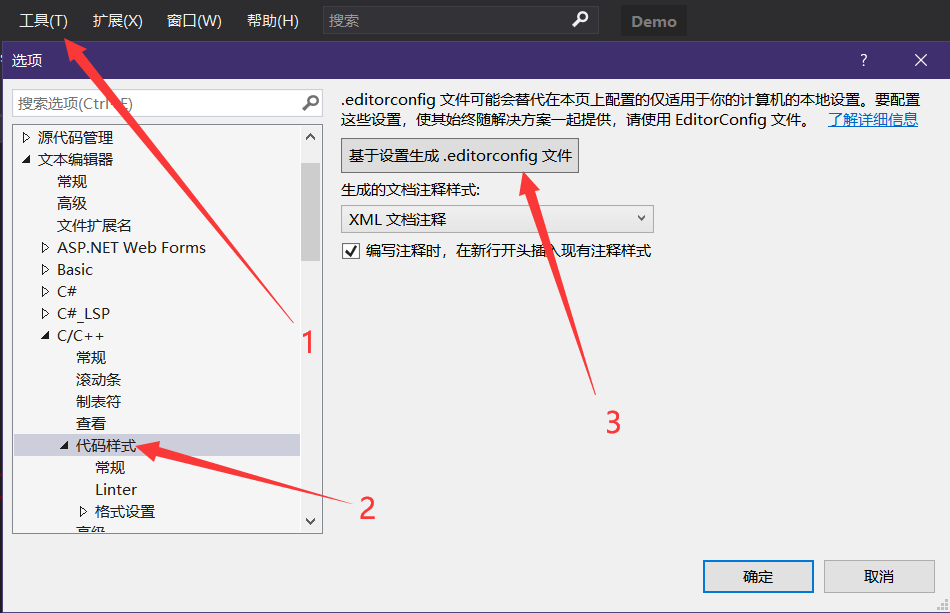 工具(T) 扩展(X) 窗口(W) 帮助(H) 搜索 Demo
选项 ?
搜索选项(Ctrl+E)
源代码管理
文本编辑器
常规
高级
文件扩展名
ASP.NET Web Forms
Basic
C#
C#_LSP
C/C++
常规
滚动条
制表符
查看
代码样式
常规
Linter
格式设置
高级
.editorconfig 文件可能会替代在本页上配置的仅适用于你的计算机的本地设置。要配置
这些设置，使其始终随解决方案一起提供，请使用 EditorConfig 文件。 了解详细信息
基于设置生成 .editorconfig 文件
生成的文档注释样式:
XML 文档注释
编写注释时，在新行开头插入现有注释样式
1
2
3
确定 取消